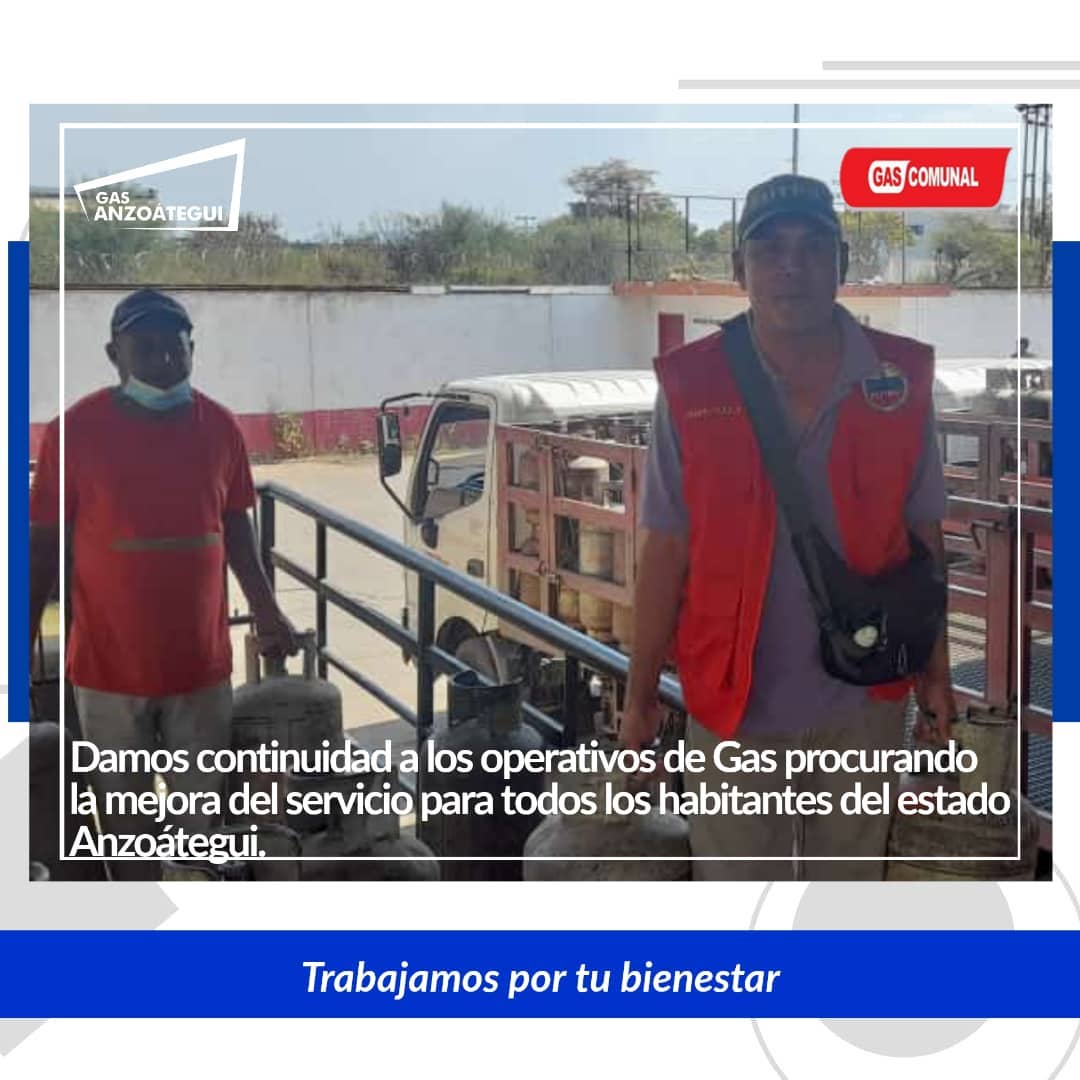 GAS
ANZOÁTEGUI
GAS COMUNAL
Damos continuidad a los operativos de Gas procurando
la mejora del servicio para todos los habitantes del estado
Anzoátegui.
Trabajamos por tu bienestar